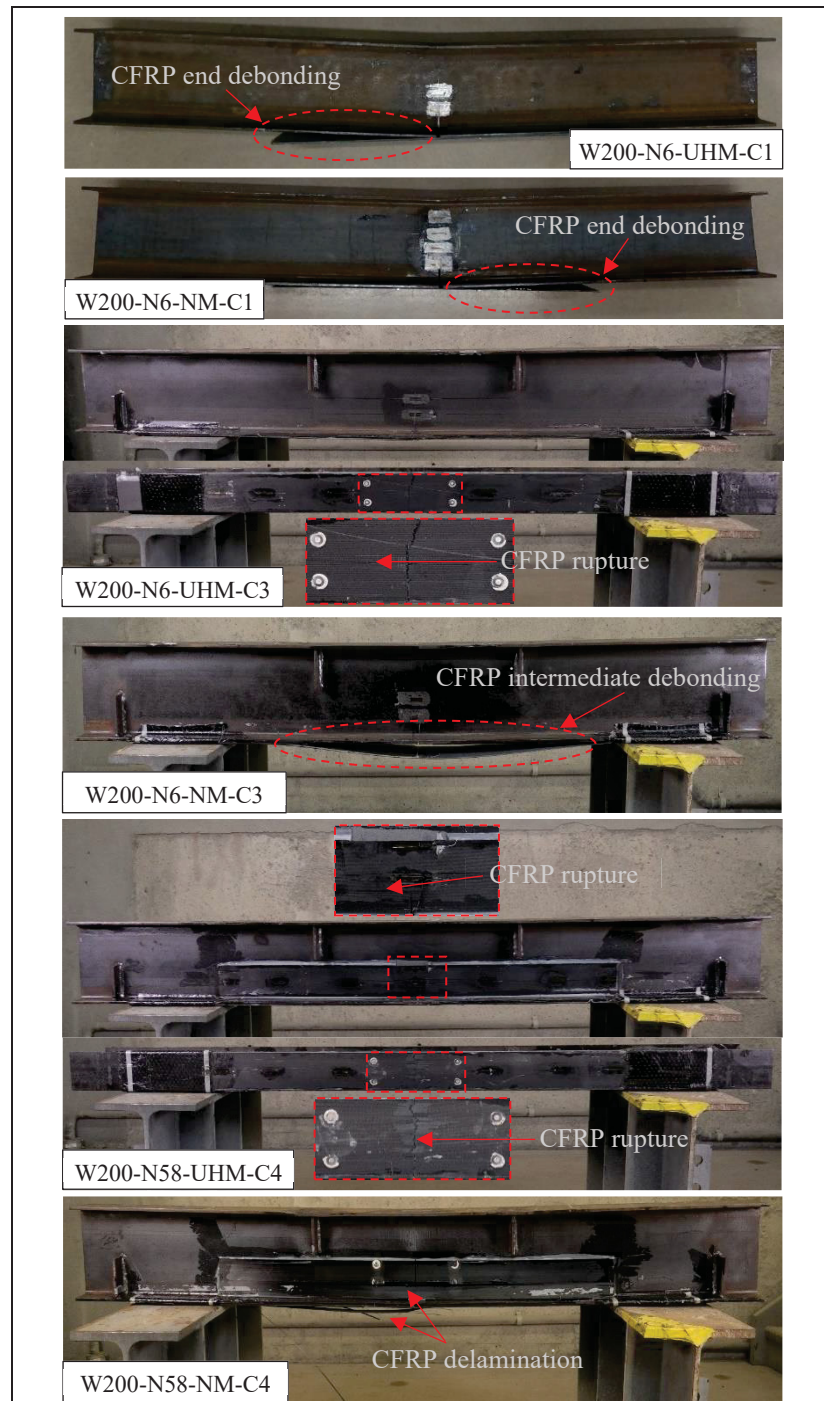 CFRP end debonding
W200-N6-UHM-C1
CFRP end debonding
W200-N6-NM-C1
CFRP rupture
W200-N6-UHM-C3
CFRP intermediate debonding
W200-N6-NM-C3
CFRP rupture
CFRP rupture
W200-N58-UHM-C4
CFRP delamination
W200-N58-NM-C4